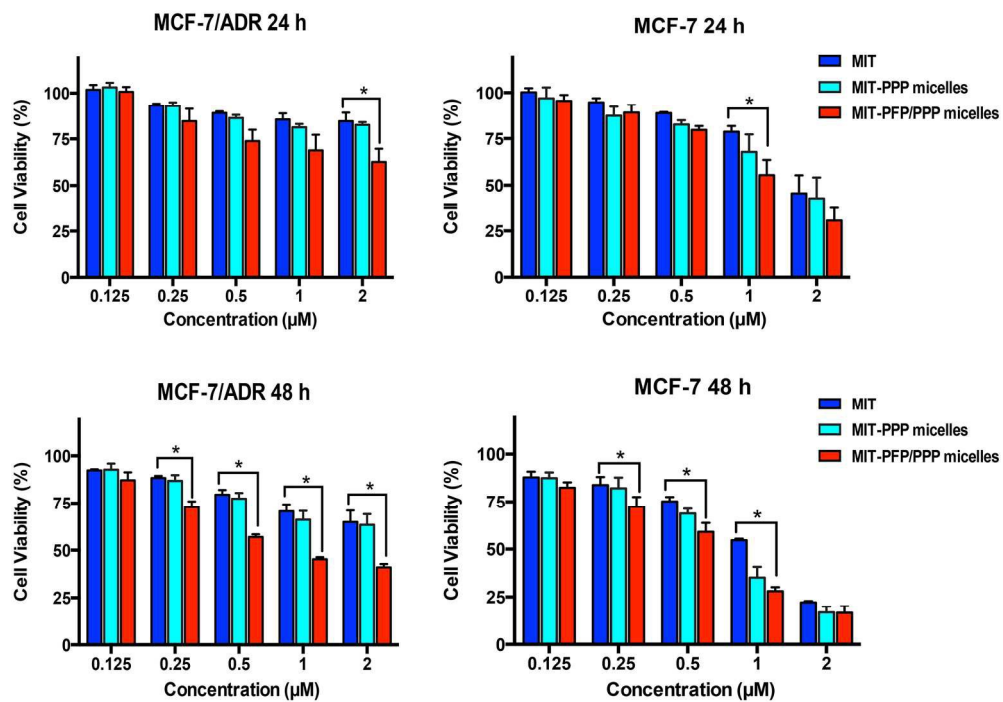 MCF-7/ADR 24 h
MCF-7 24 h
MIT
MIT-PPP micelles
MIT-PFP/PPP micelles
Cell Viability (%)
100
75
50
25
0
*
0.125 0.25 0.5 1 2
Concentration (µM)
Cell Viability (%)
100
75
50
25
0
*
0.125 0.25 0.5 1 2
Concentration (µM)
MCF-7/ADR 48 h
MCF-7 48 h
MIT
MIT-PPP micelles
MIT-PFP/PPP micelles
Cell Viability (%)
100
75
50
25
0
* * * *
0.125 0.25 0.5 1 2
Concentration (µM)
Cell Viability (%)
100
75
50
25
0
* * *
0.125 0.25 0.5 1 2
Concentration (µM)